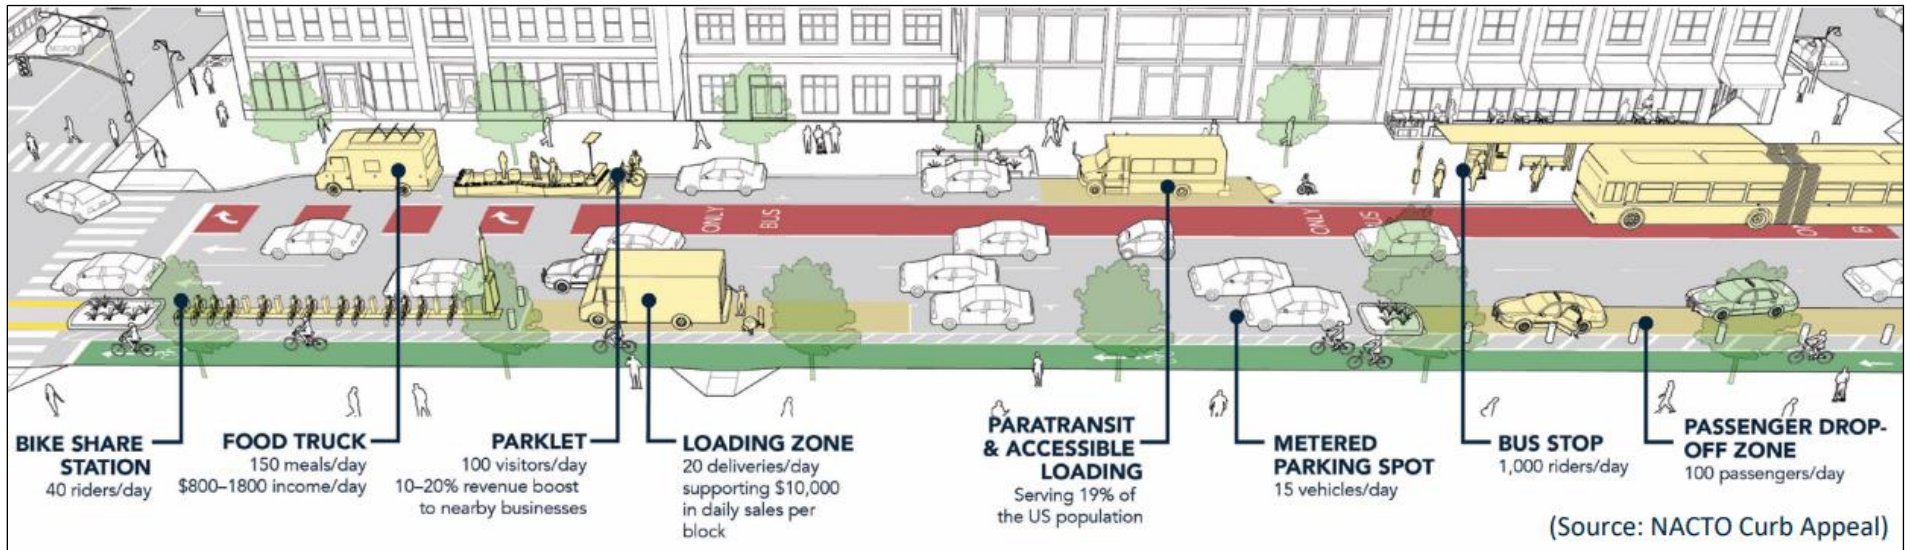 ONLY
BUS
ONLY
BUS
BIKE SHARE
STATION
40 riders/day
FOOD TRUCK
150 meals/day
$800–1800 income/day
PARKLET
100 visitors/day
10–20% revenue boost
to nearby businesses
LOADING ZONE
20 deliveries/day
supporting $10,000
in daily sales per
block
PARATRANSIT
& ACCESSIBLE
LOADING
Serving 19% of
the US population
METERED
PARKING SPOT
15 vehicles/day
BUS STOP
1,000 riders/day
PASSENGER DROP-
OFF ZONE
100 passengers/day
(Source: NACTO Curb Appeal)